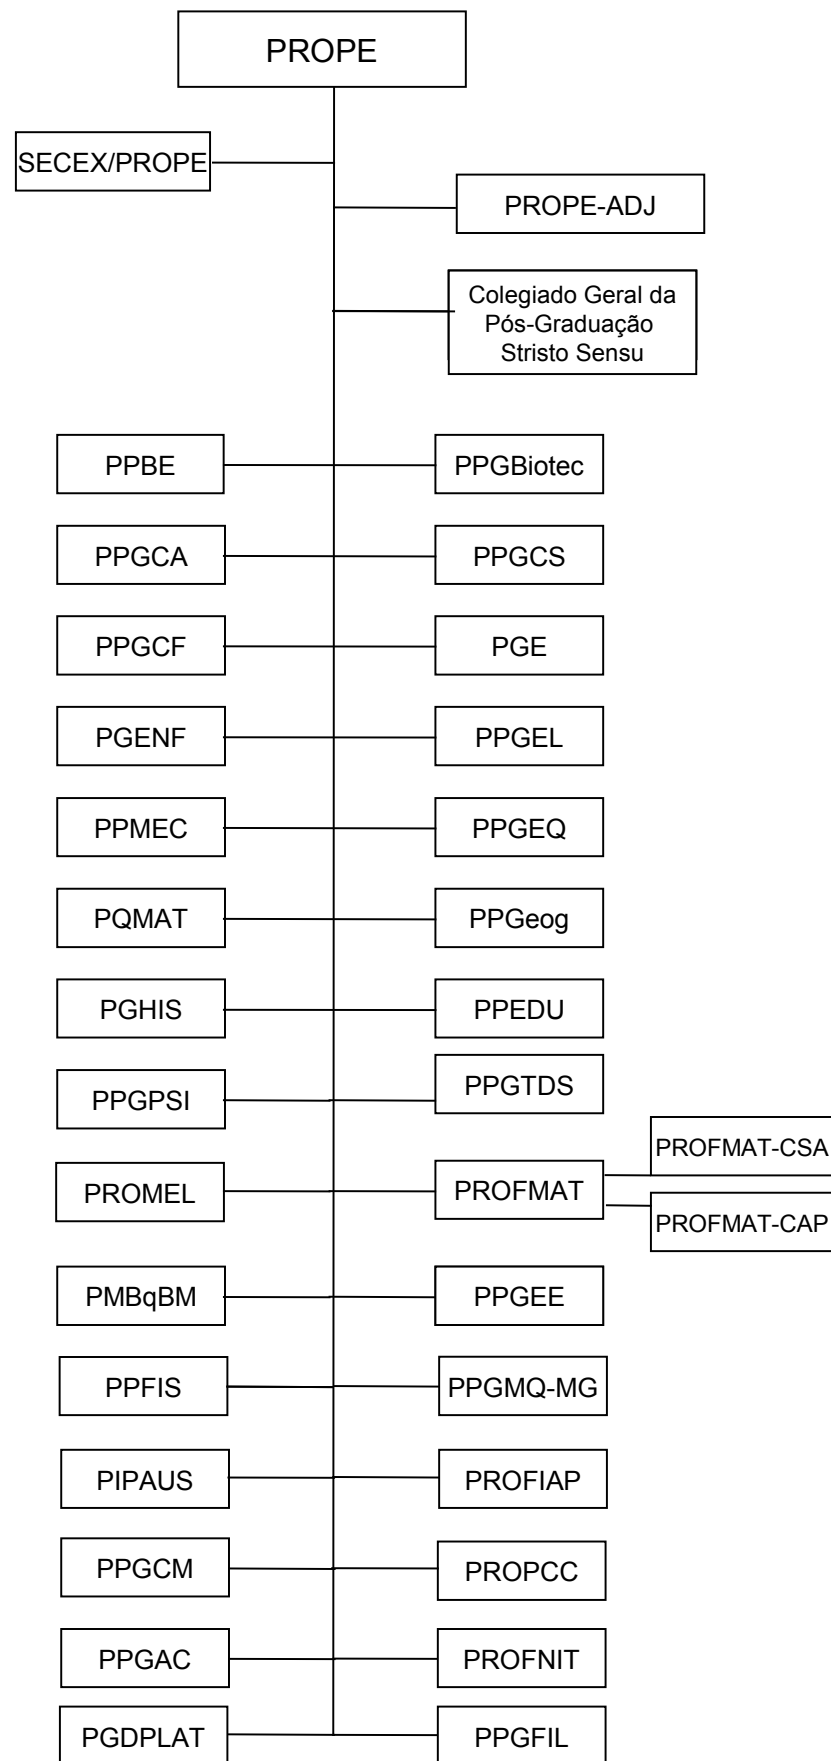 PROPE
SECEX/PROPE
PROPE-ADJ
Colegiado Geral da
Pós-Graduação
Stristo Sensu
PPBE
PPGBiotec
PPGCA
PPGCS
PPGCF
PGE
PGENF
PPGEL
PPMEC
PPGEQ
PQMAT
PPGeog
PGHIS
PPEDU
PPGPSI
PPGTDS
PROFMAT-CSA
PROMEL
PROFMAT
PROFMAT-CAP
PMBqBM
PPGEE
PPFIS
PPGMQ-MG
PIPAUS
PROFIAP
PPGCM
PROPCC
PPGAC
PROFNIT
PGDPLAT
PPGFIL